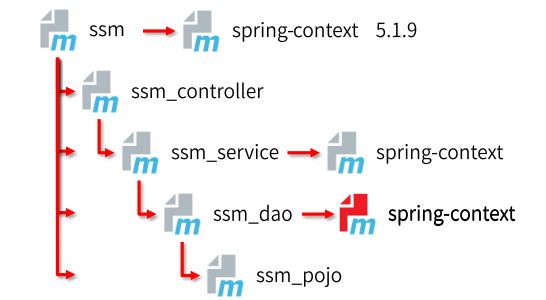 ssm spring-context 5.1.9
ssm_controller
ssm_service spring-context
ssm_dao spring-context
ssm_pojo